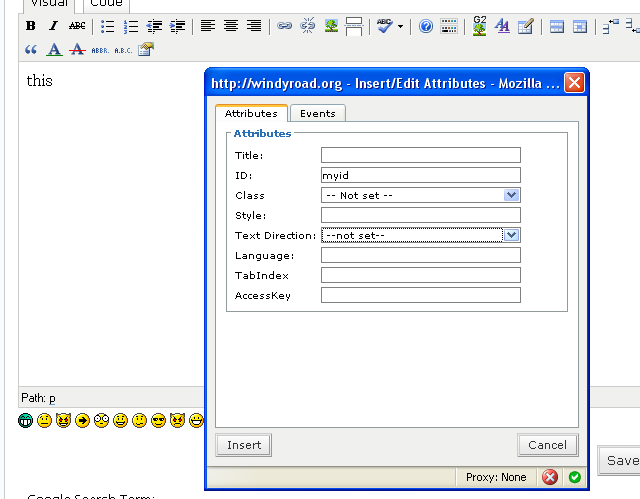 Visual Code
B I ABC G2
A A ABBR. A.B.C.
this
http://windyroad.org - Insert/Edit Attributes - Mozilla ...
Attributes Events
Attributes
Title:
ID: myid
Class -- Not set --
Style:
Text Direction: --not set--
Language:
TabIndex
AccessKey
Path: p
Insert Cancel
Save
Proxy: None
Google Search Term: